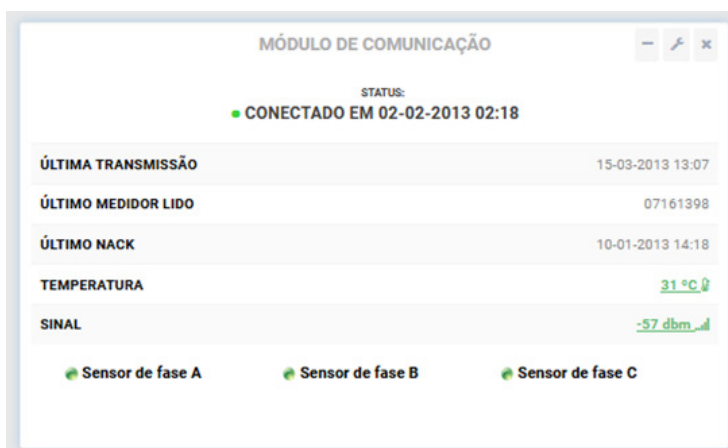 MÓDULO DE COMUNICAÇÃO
STATUS:
CONECTADO EM 02-02-2013 02:18
ÚLTIMA TRANSMISSÃO 15-03-2013 13:07
ÚLTIMO MEDIDOR LIDO 07161398
ÚLTIMO NACK 10-01-2013 14:18
TEMPERATURA 31 ºC
SINAL -57 dbm
Sensor de fase A Sensor de fase B Sensor de fase C